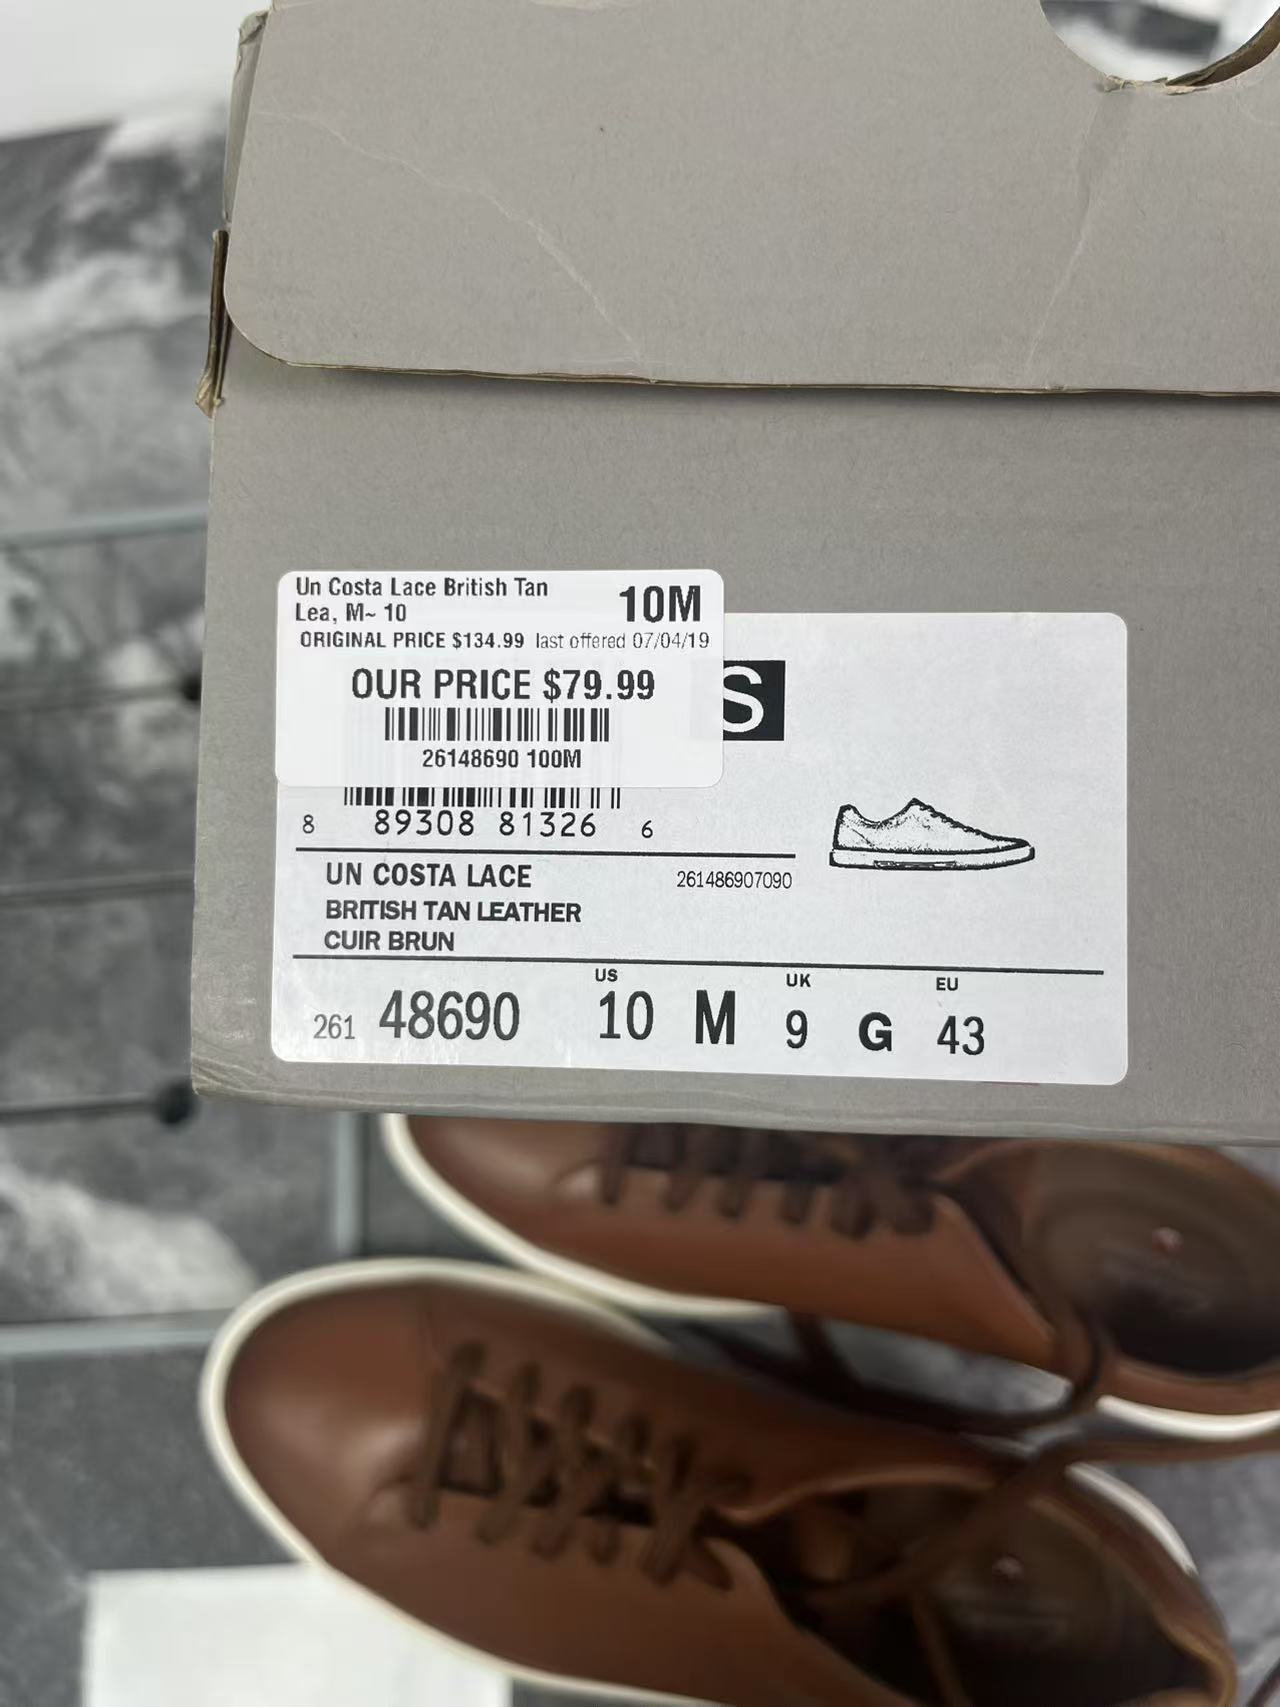 Un Costa Lace British Tan
Lea, M~ 10
10M
ORIGINAL PRICE $134.99 last offered 07/04/19
OUR PRICE $79.99
26148690 100M
S
8 89308 81326 6
UN COSTA LACE
261486907090
BRITISH TAN LEATHER
CUIR BRUN
US
UK
EU
261 48690 10 M 9 G 43